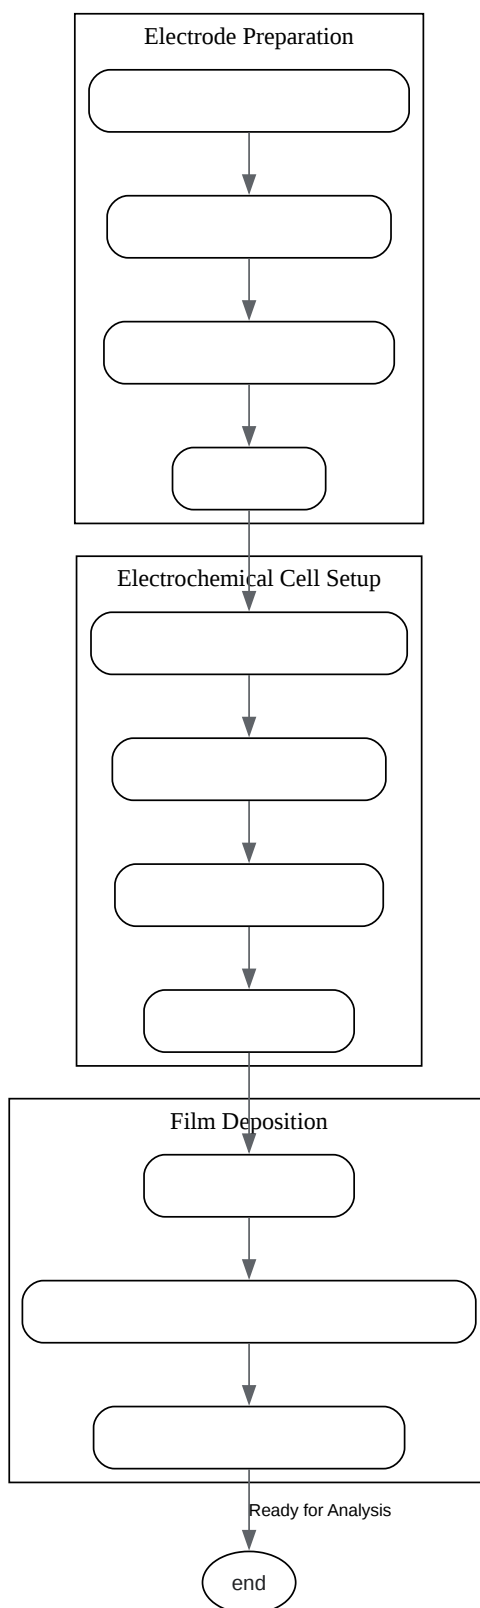 Electrode Preparation
Electrochemical Cell Setup
Film Deposition
Ready for Analysis
end